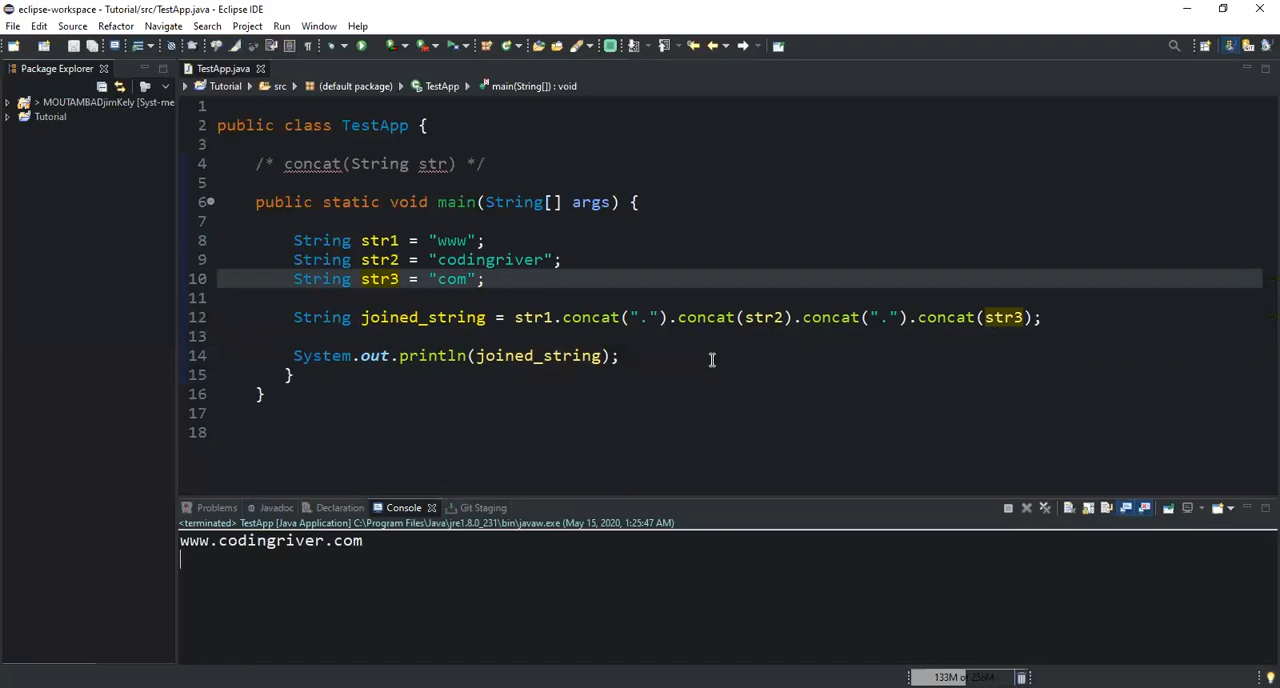 eclipse-workspace - Tutorial/src/TestApp.java - Eclipse IDE
File Edit Source Refactor Navigate Search Project Run Window Help
Package Explorer
TestApp.java
Tutorial src (default package) TestApp main(String[]) : void
> MOUTAMBADjimKely [Syst-me
Tutorial
1
2 public class TestApp {
3
4 /* concat(String str) */
5
6 public static void main(String[] args) {
7
8 String str1 = "www";
9 String str2 = "codingriver";
10 String str3 = "com";
11
12 String joined_string = str1.concat(".").concat(str2).concat(".").concat(str3);
13
14 System.out.println(joined_string);
15 }
16 }
17
18
Problems Javadoc Declaration Console Git Staging
<terminated> TestApp [Java Application] C:\Program Files\Java\jre1.8.0_231\bin\javaw.exe (May 15, 2020, 1:25:47 AM)
www.codingriver.com
133M of 256M